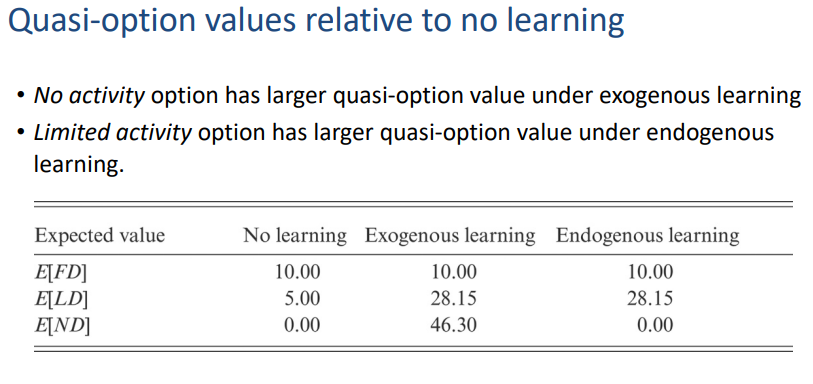 Quasi-option values relative to no learning
• No activity option has larger quasi-option value under exogenous learning
• Limited activity option has larger quasi-option value under endogenous
learning.
Expected value No learning Exogenous learning Endogenous learning
E[FD] 10.00 10.00 10.00
E[LD] 5.00 28.15 28.15
E[ND] 0.00 46.30 0.00